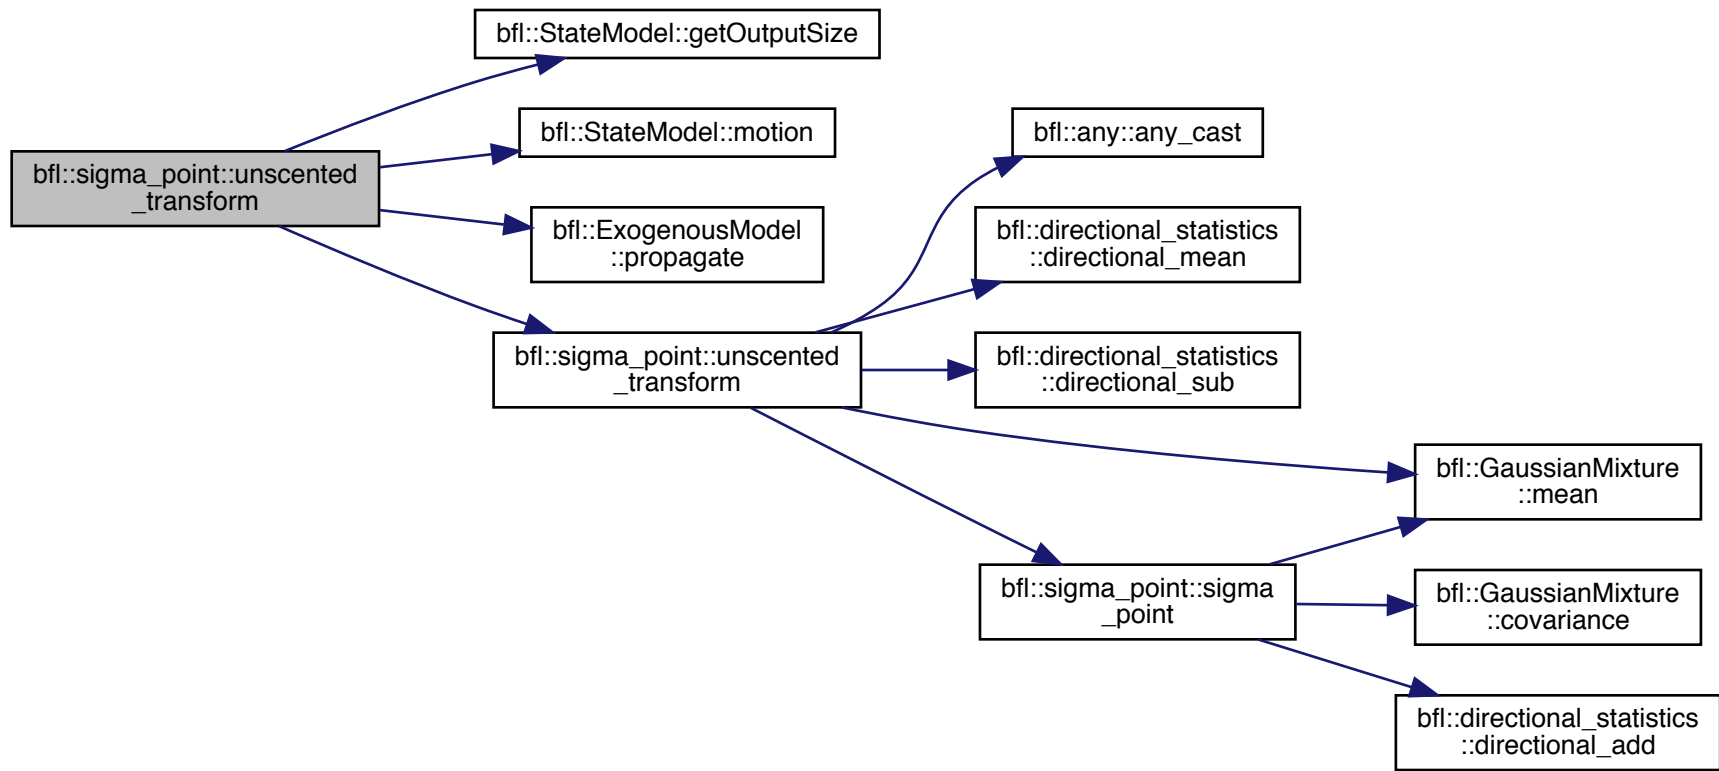 bfl::StateModel::getOutputSize
bfl::StateModel::motion
bfl::any::any_cast
bfl::sigma_point::unscented
_transform
bfl::ExogenousModel
::propagate
bfl::directional_statistics
::directional_mean
bfl::sigma_point::unscented
_transform
bfl::directional_statistics
::directional_sub
bfl::GaussianMixture
::mean
bfl::sigma_point::sigma
_point
bfl::GaussianMixture
::covariance
bfl::directional_statistics
::directional_add